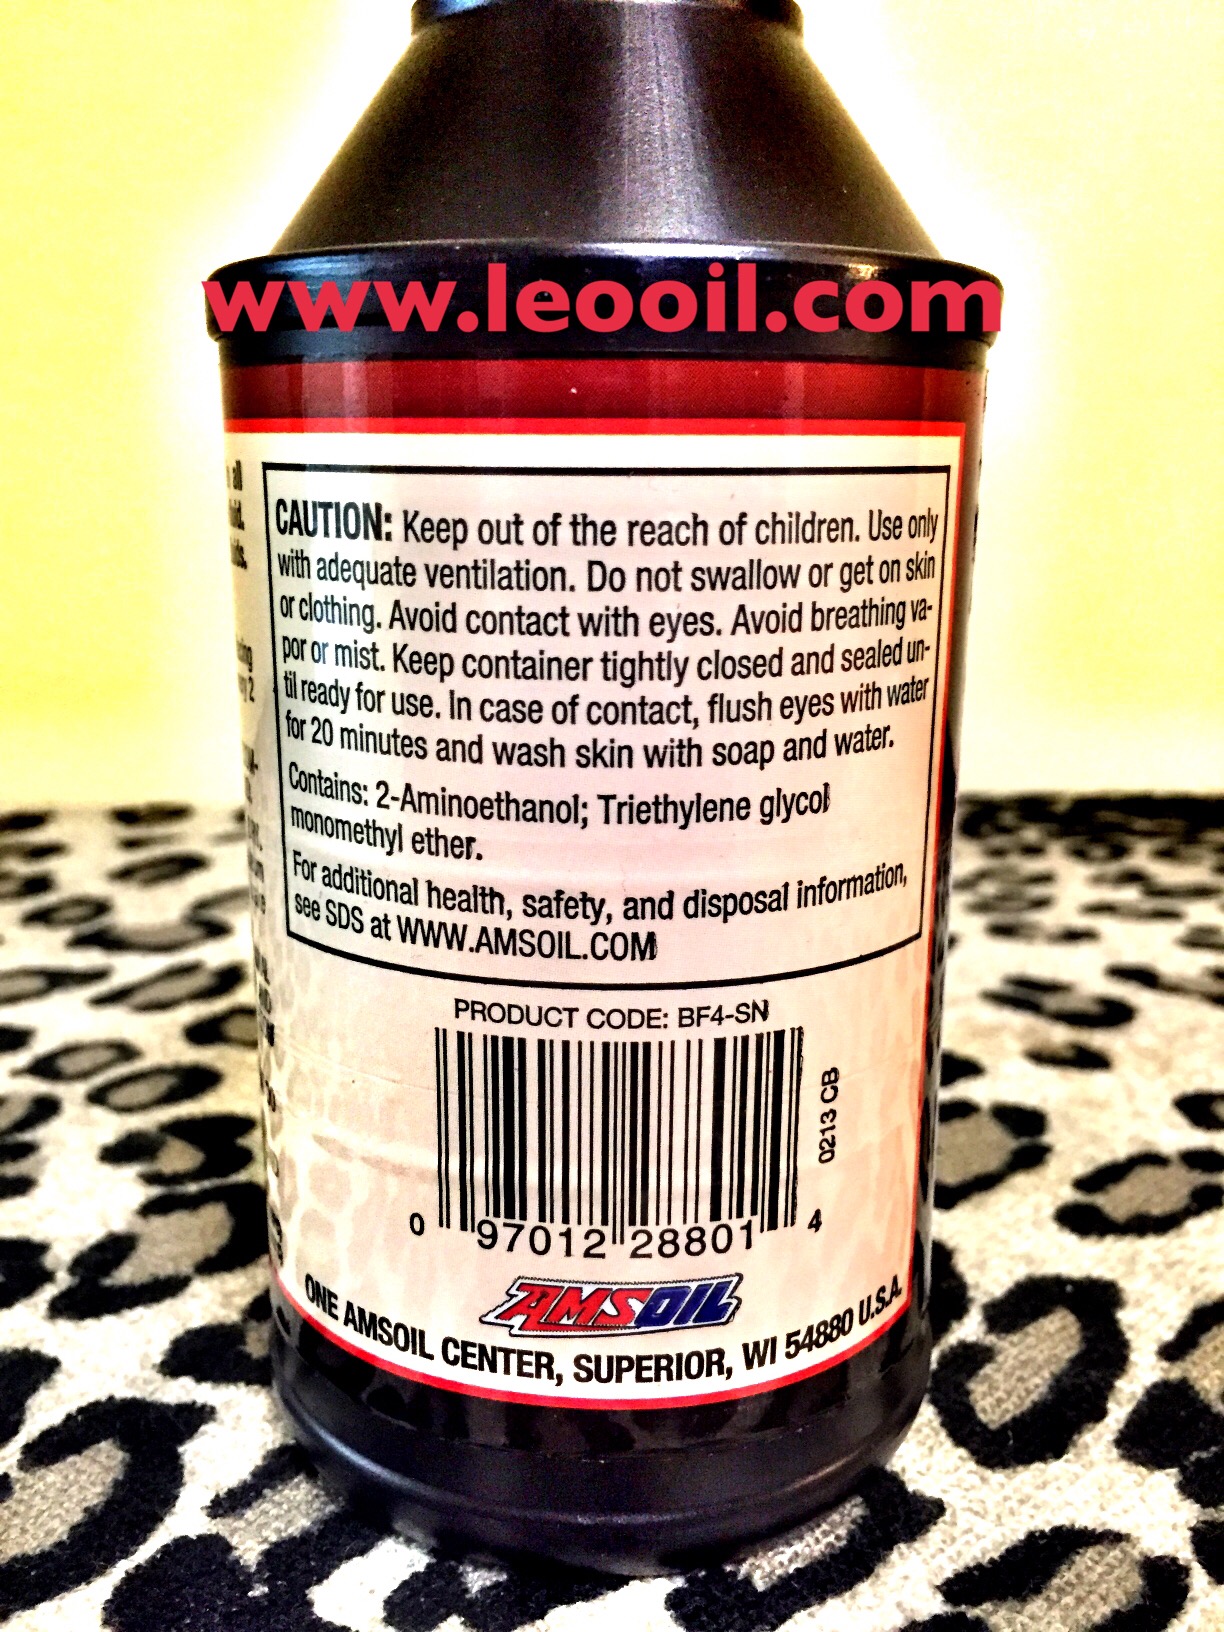 www.leooil.com
all
CAUTION: Keep out of the reach of children. Use only
with adequate ventilation. Do not swallow or get on skin
or clothing. Avoid contact with eyes. Avoid breathing va-
por or mist. Keep container tightly closed and sealed un-
til ready for use. In case of contact, flush eyes with water
for 20 minutes and wash skin with soap and water.
Contains: 2-Aminoethanol; Triethylene glycol
monomethyl ether.
For additional health, safety, and disposal information,
see SDS at WWW.AMSOIL.COM
PRODUCT CODE: BF4-SN
0213 CB
0 97012 28801 4
AMSOIL
ONE AMSOIL CENTER, SUPERIOR, WI 54880 U.S.A.